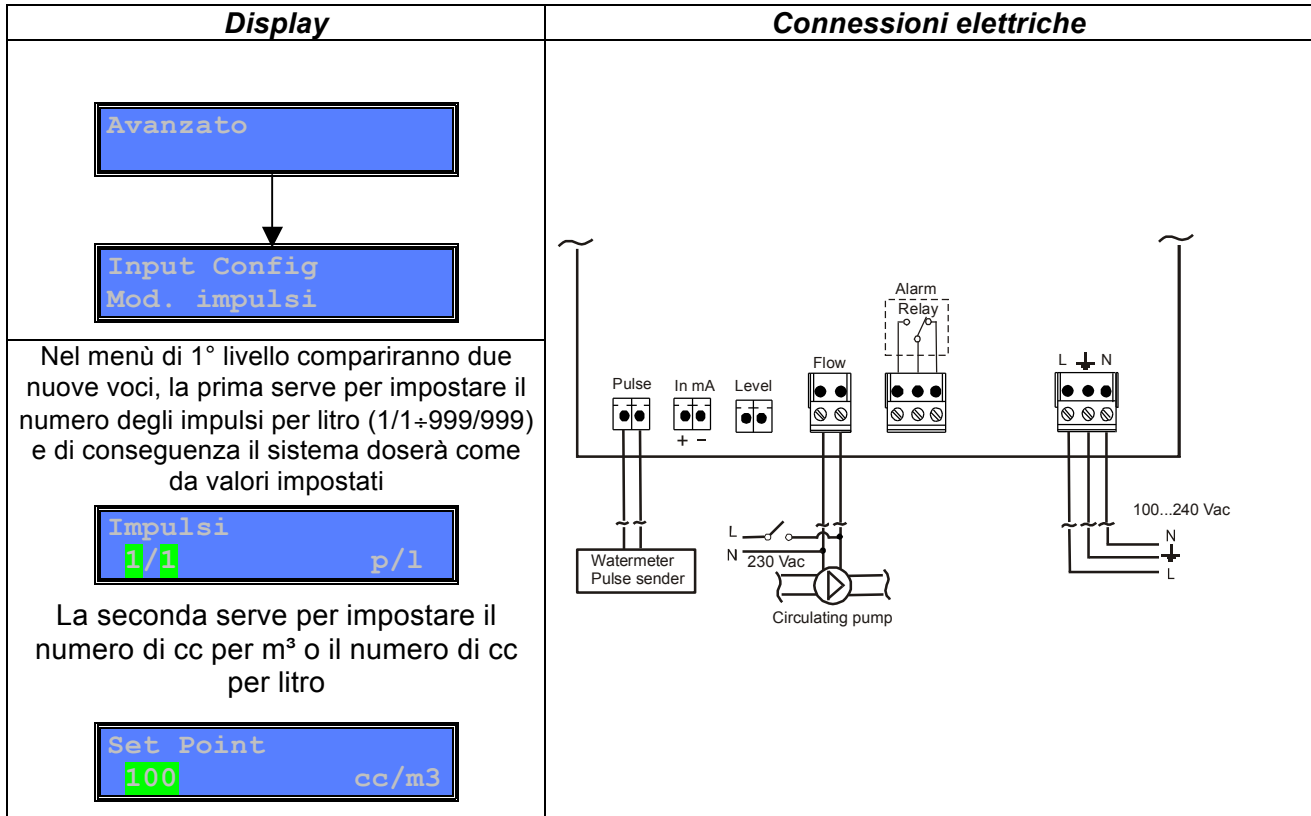 Display
Connessioni elettriche
Avanzato
Input Config
Mod. impulsi
Nel menù di 1° livello compariranno due
nuove voci, la prima serve per impostare il
numero degli impulsi per litro (1/1÷999/999)
e di conseguenza il sistema doserà come
da valori impostati
Impulsi
1/1 p/l
La seconda serve per impostare il
numero di cc per m³ o il numero di cc
per litro
Set Point
100 cc/m3
Alarm
Relay
Flow
L N
Pulse In mA Level
+ −
100...240 Vac
N
L
L
N 230 Vac
Watermeter
Pulse sender
Circulating pump